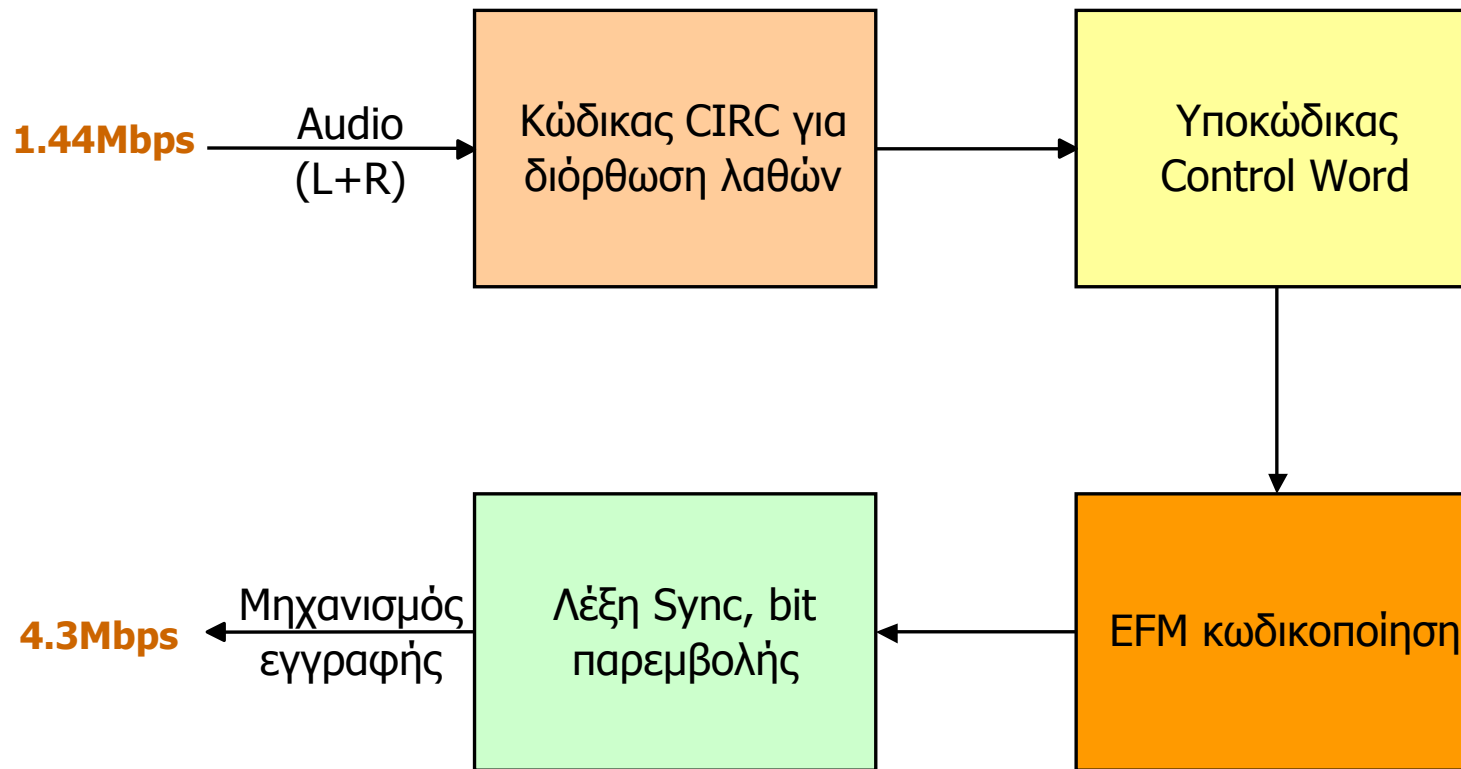 1.44Mbps
Audio
(L+R)
Κώδικας CIRC για
διόρθωση λαθών
Υποκώδικας
Control Word
4.3Mbps
Μηχανισμός
εγγραφής
Λέξη Sync, bit
παρεμβολής
EFM κωδικοποίηση